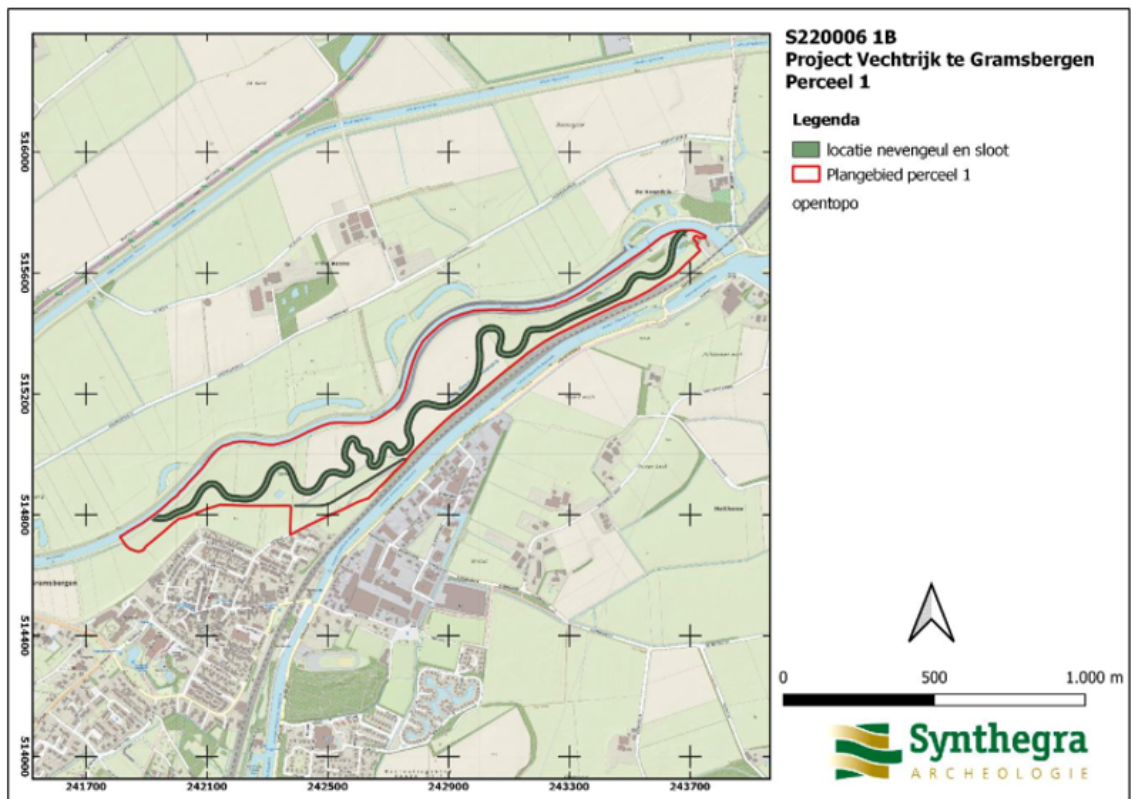 S220006 1B
Project Vechtrijk te Gramsbergen
Perceel 1
Legenda
locatie nevengeul en sloot
Plangebied perceel 1
opentopo
516000
515600
515200
514800
514400
514000
241700
242100
242500
242900
243300
243700
Gramsbergen
0 500 1.000 m
Synthegra
ARCHEOLOGIE